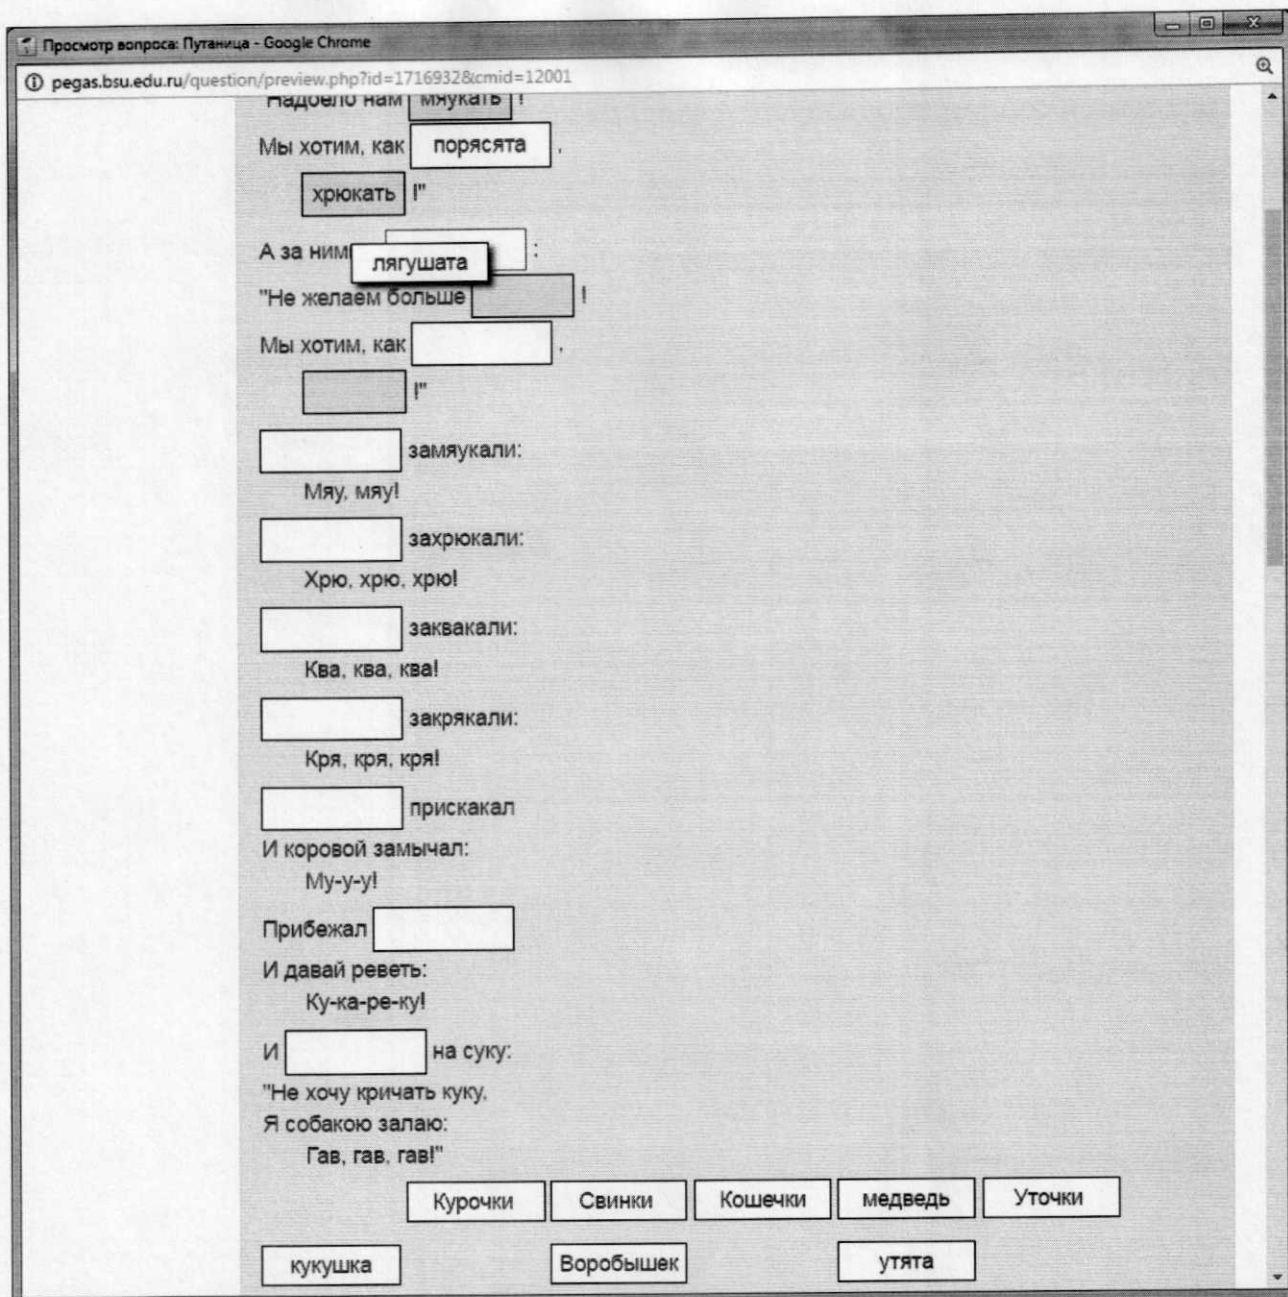 Просмотр вопроса: Путаница - Google Chrome
pegas.bsu.edu.ru/question/preview.php?id=1716932&cmid=12001
"Надоело нам мяукать !
Мы хотим, как порясята ,
хрюкать !"
А за ним :
лягушата
"Не желаем больше !
Мы хотим, как ,
!"
замяукали:
Мяу, мяу!
захрюкали:
Хрю, хрю, хрю!
заквакали:
Ква, ква, ква!
закрякали:
Кря, кря, кря!
прискакал
И коровой замычал:
Му-у-у!
Прибежал
И давай реветь:
Ку-ка-ре-ку!
И на суку:
"Не хочу кричать куку,
Я собакою залаю:
Гав, гав, гав!"
Курочки Свинки Кошечки медведь Уточки
кукушка Воробышек утята